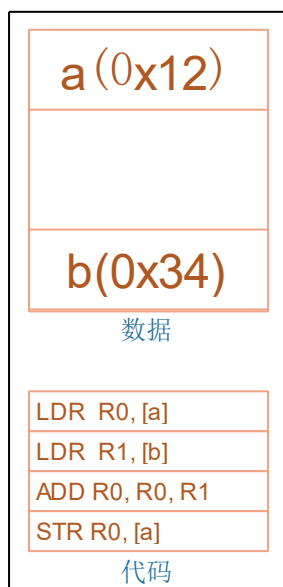 a(0x12)
b(0x34)
数据
LDR R0, [a]
LDR R1, [b]
ADD R0, R0, R1
STR R0, [a]
代码